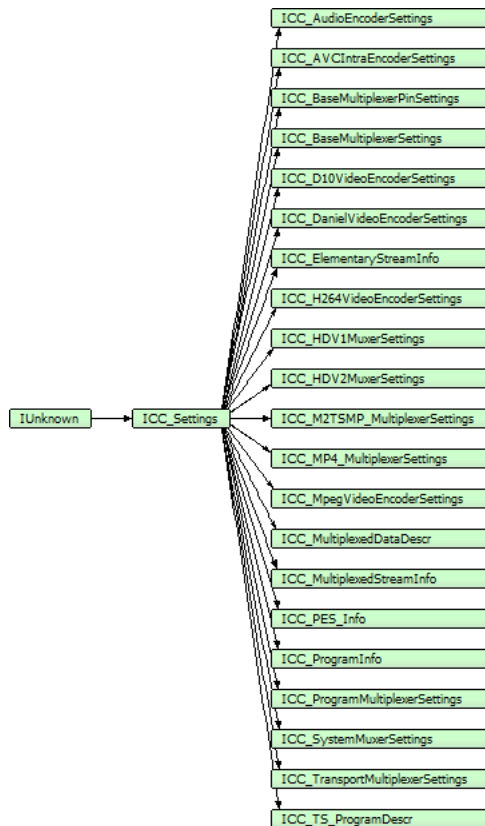 ICC_AudioEncoderSettings
ICC_AVCIntraEncoderSettings
ICC_BaseMultiplexerPinSettings
ICC_BaseMultiplexerSettings
ICC_D10VideoEncoderSettings
ICC_DanielVideoEncoderSettings
ICC_ElementaryStreamInfo
ICC_H264VideoEncoderSettings
ICC_HDV1MuxerSettings
ICC_HDV2MuxerSettings
IUnknown
ICC_Settings
ICC_M2TSMP_MultiplexerSettings
ICC_MP4_MultiplexerSettings
ICC_MpegVideoEncoderSettings
ICC_MultiplexedDataDescr
ICC_MultiplexedStreamInfo
ICC_PES_Info
ICC_ProgramInfo
ICC_ProgramMultiplexerSettings
ICC_SystemMuxerSettings
ICC_TransportMultiplexerSettings
ICC_TS_ProgramDescr